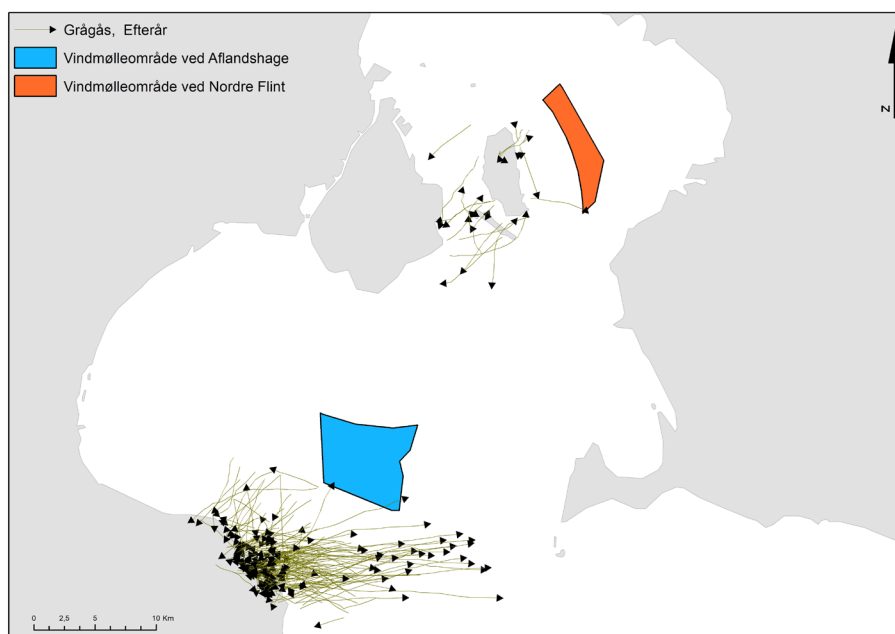 Grågås, Efterår
Vindmølleområde ved Aflandshage
Vindmølleområde ved Nordre Flint
N
0 2,5 5 10 Km